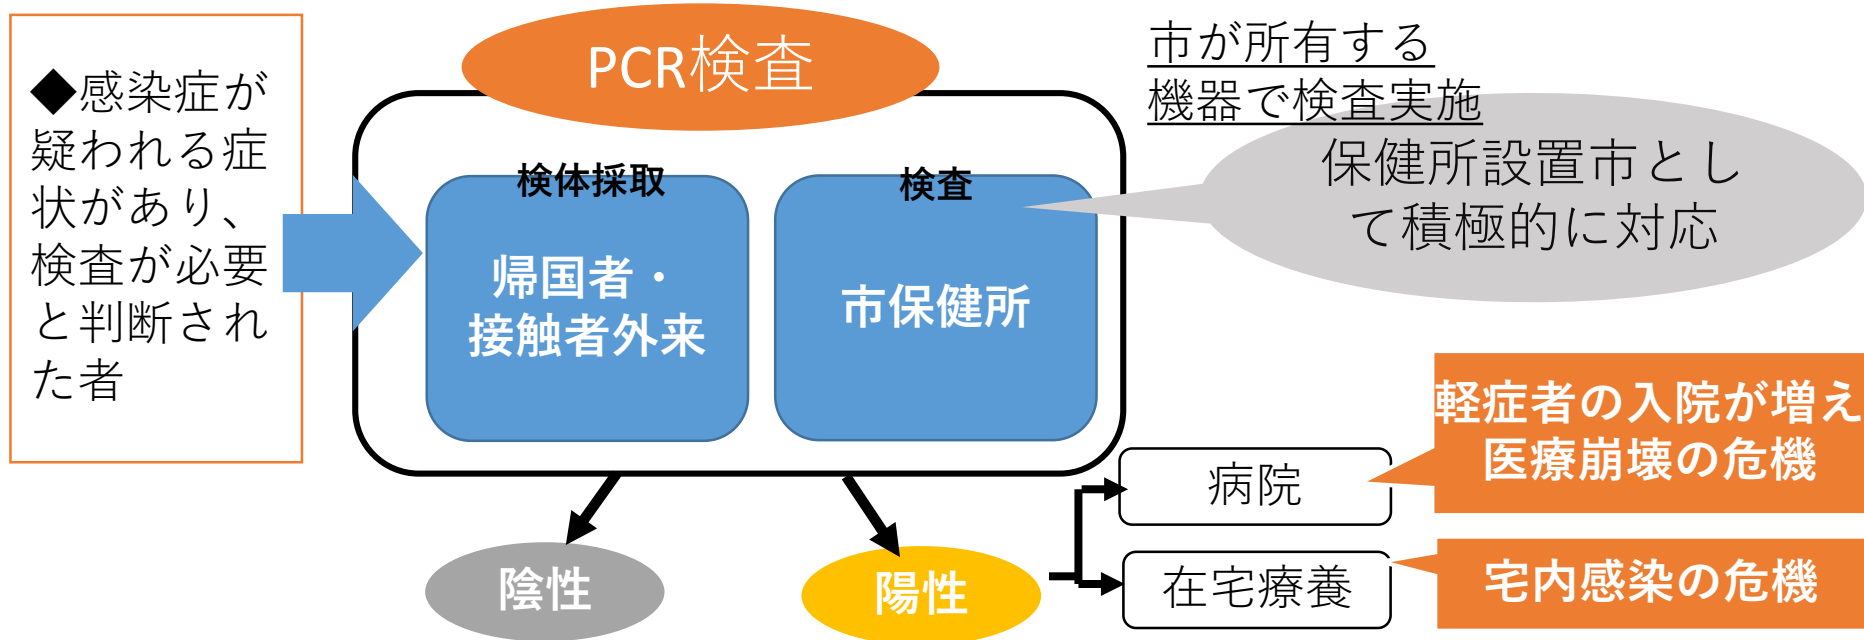 PCR検査
市が所有する
機器で検査実施
◆感染症が
疑われる症
状があり、
検査が必要
と判断され
た者
検体採取
帰国者・
接触者外来
検査
市保健所
保健所設置市とし
て積極的に対応
陰性
陽性
病院
在宅療養
軽症者の入院が増え
医療崩壊の危機
宅内感染の危機